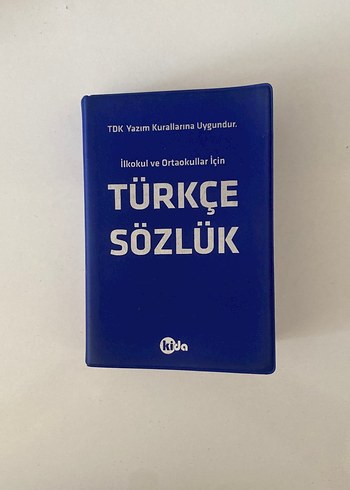 TDK Yazım Kurallarına Uygundur.
İlkokul ve Ortaokullar İçin
TÜRKÇE
SÖZLÜK
kida